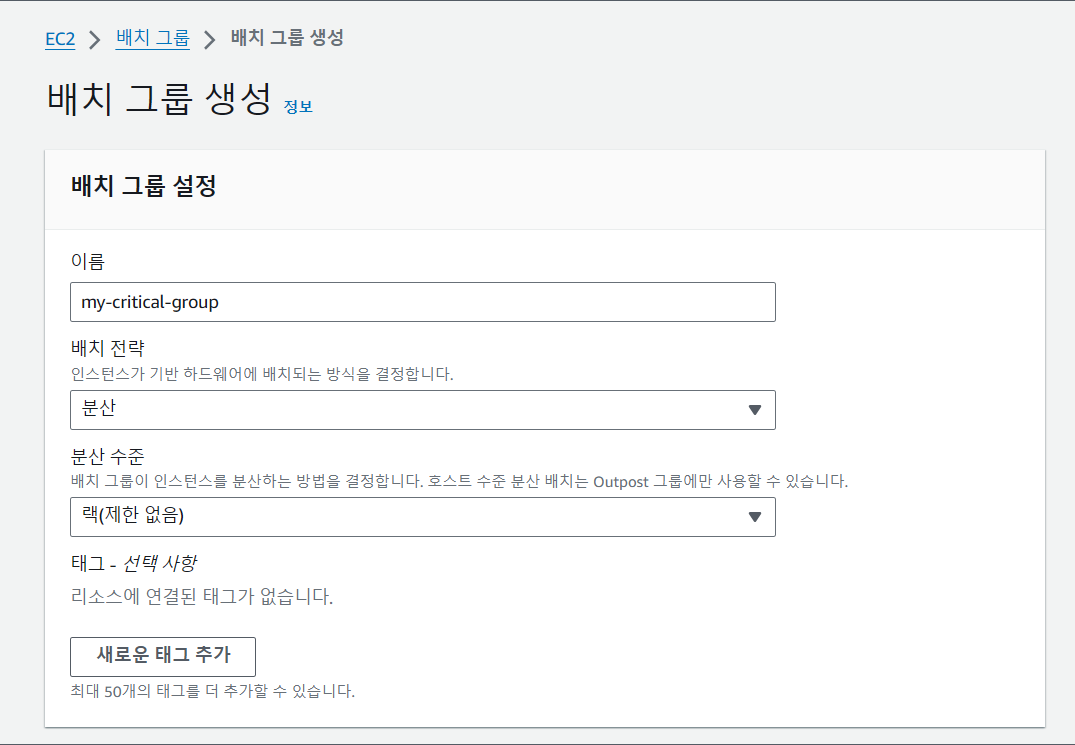 EC2 > 배치 그룹 > 배치 그룹 생성
배치 그룹 생성 정보
배치 그룹 설정
이름
my-critical-group
배치 전략
인스턴스가 기반 하드웨어에 배치되는 방식을 결정합니다.
분산
분산 수준
배치 그룹이 인스턴스를 분산하는 방법을 결정합니다. 호스트 수준 분산 배치는 Outpost 그룹에만 사용할 수 있습니다.
랙(제한 없음)
태그 - 선택 사항
리소스에 연결된 태그가 없습니다.
새로운 태그 추가
최대 50개의 태그를 더 추가할 수 있습니다.